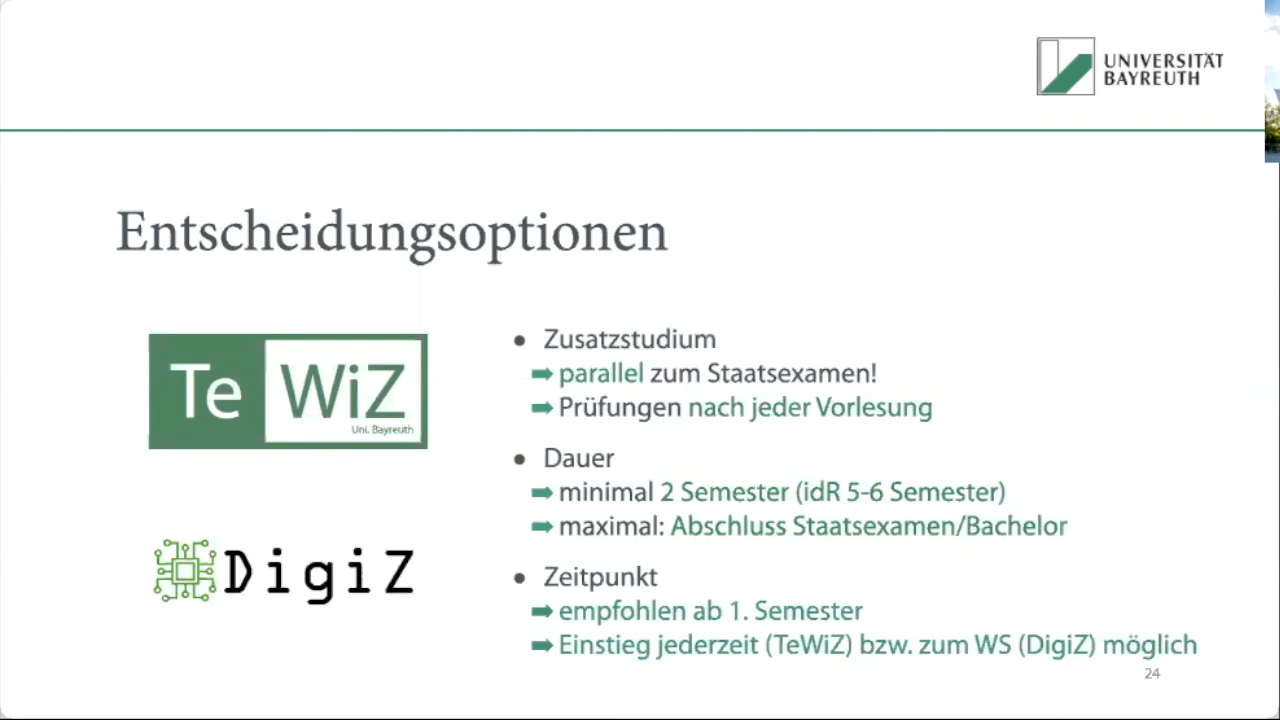 UNIVERSITÄT
BAYREUTH
Entscheidungsoptionen
Te WiZ
Uni. Bayreuth
DigiZ
● Zusatzstudium
➡ parallel zum Staatsexamen!
➡ Prüfungen nach jeder Vorlesung
● Dauer
➡ minimal 2 Semester (idR 5-6 Semester)
➡ maximal: Abschluss Staatsexamen/Bachelor
● Zeitpunkt
➡ empfohlen ab 1. Semester
➡ Einstieg jederzeit (TeWiZ) bzw. zum WS (DigiZ) möglich
24